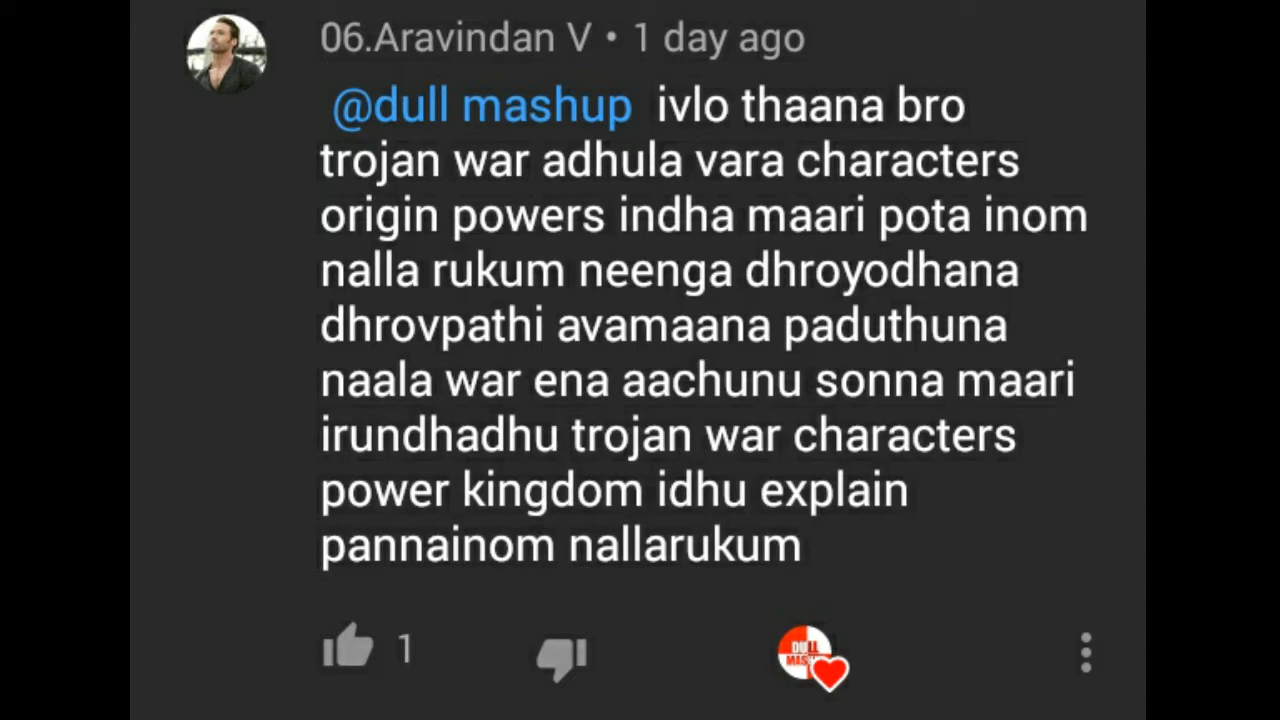 06.Aravindan V • 1 day ago
@dull mashup ivlo thaana bro
trojan war adhula vara characters
origin powers indha maari pota inom
nalla rukum neenga dhroyodhana
dhrovpathi avamaana paduthuna
naala war ena aachunu sonna maari
irundhadhu trojan war characters
power kingdom idhu explain
pannainom nallarukum
1
DULL